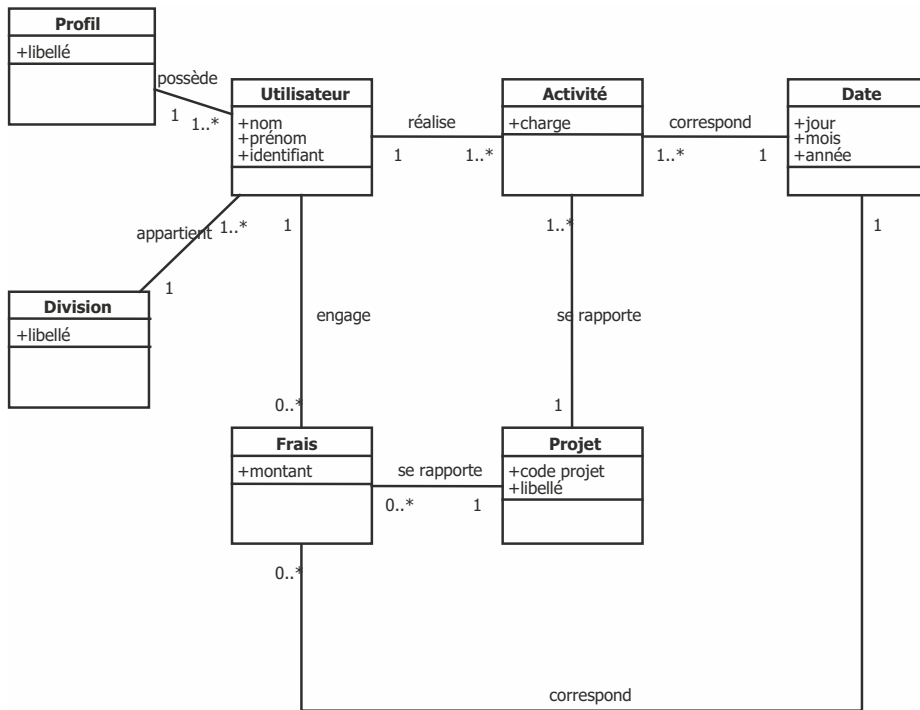 Profil
+libellé
possède
1
1..*
Utilisateur
+nom
+prénom
+identifiant
réalise
1
1..*
Activité
+charge
correspond
1..*
1
Date
+jour
+mois
+année
appartient
1..*
1
1
1..*
1
Division
+libellé
engage
se rapporte
0..*
1
Frais
+montant
se rapporte
0..*
1
Projet
+code projet
+libellé
0..*
correspond